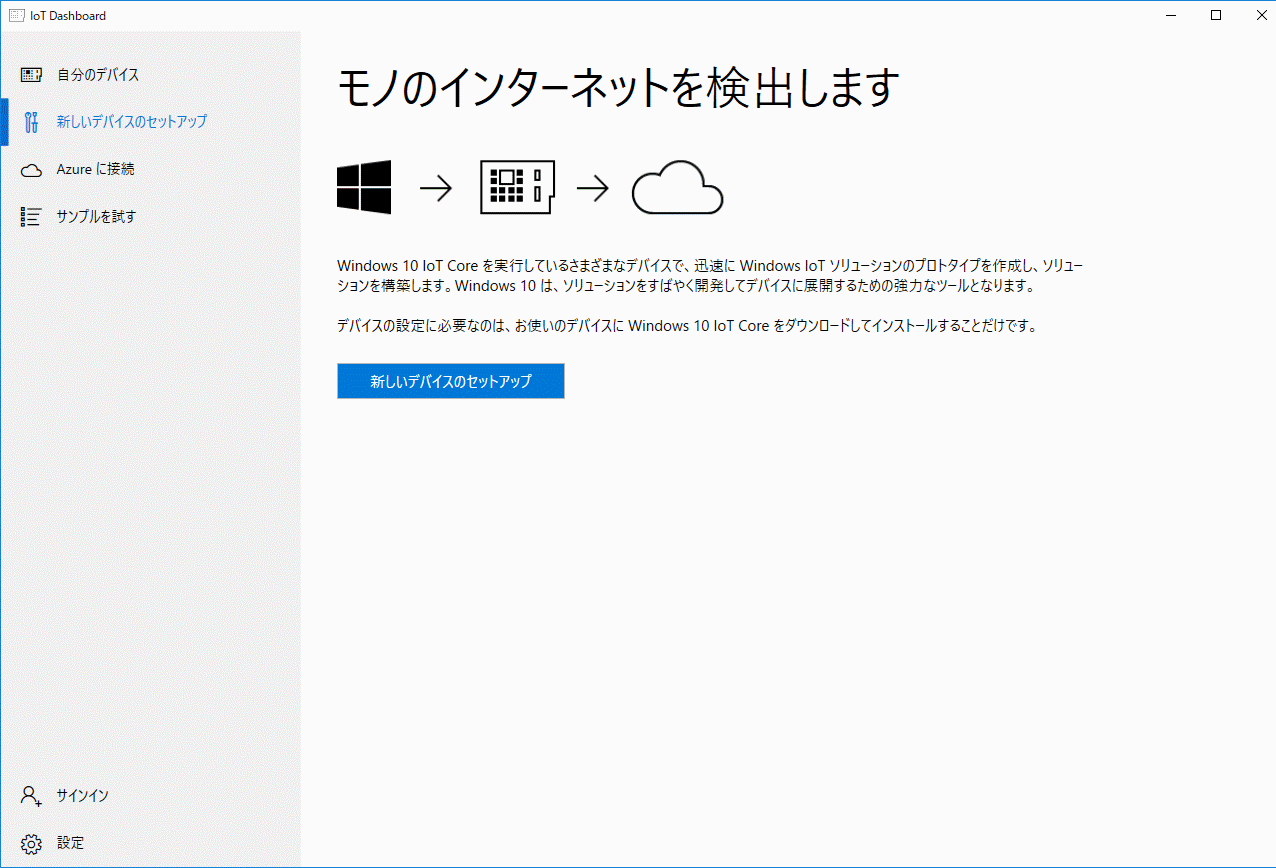 IoT Dashboard
自分のデバイス
新しいデバイスのセットアップ
Azure に接続
サンプルを試す
サインイン
設定
モノのインターネットを検出します
Windows 10 IoT Core を実行しているさまざまなデバイスで、迅速に Windows IoT ソリューションのプロトタイプを作成し、ソリュー
ションを構築します。Windows 10 は、ソリューションをすばやく開発してデバイスに展開するための強力なツールとなります。
デバイスの設定に必要なのは、お使いのデバイスに Windows 10 IoT Core をダウンロードしてインストールすることだけです。
新しいデバイスのセットアップ